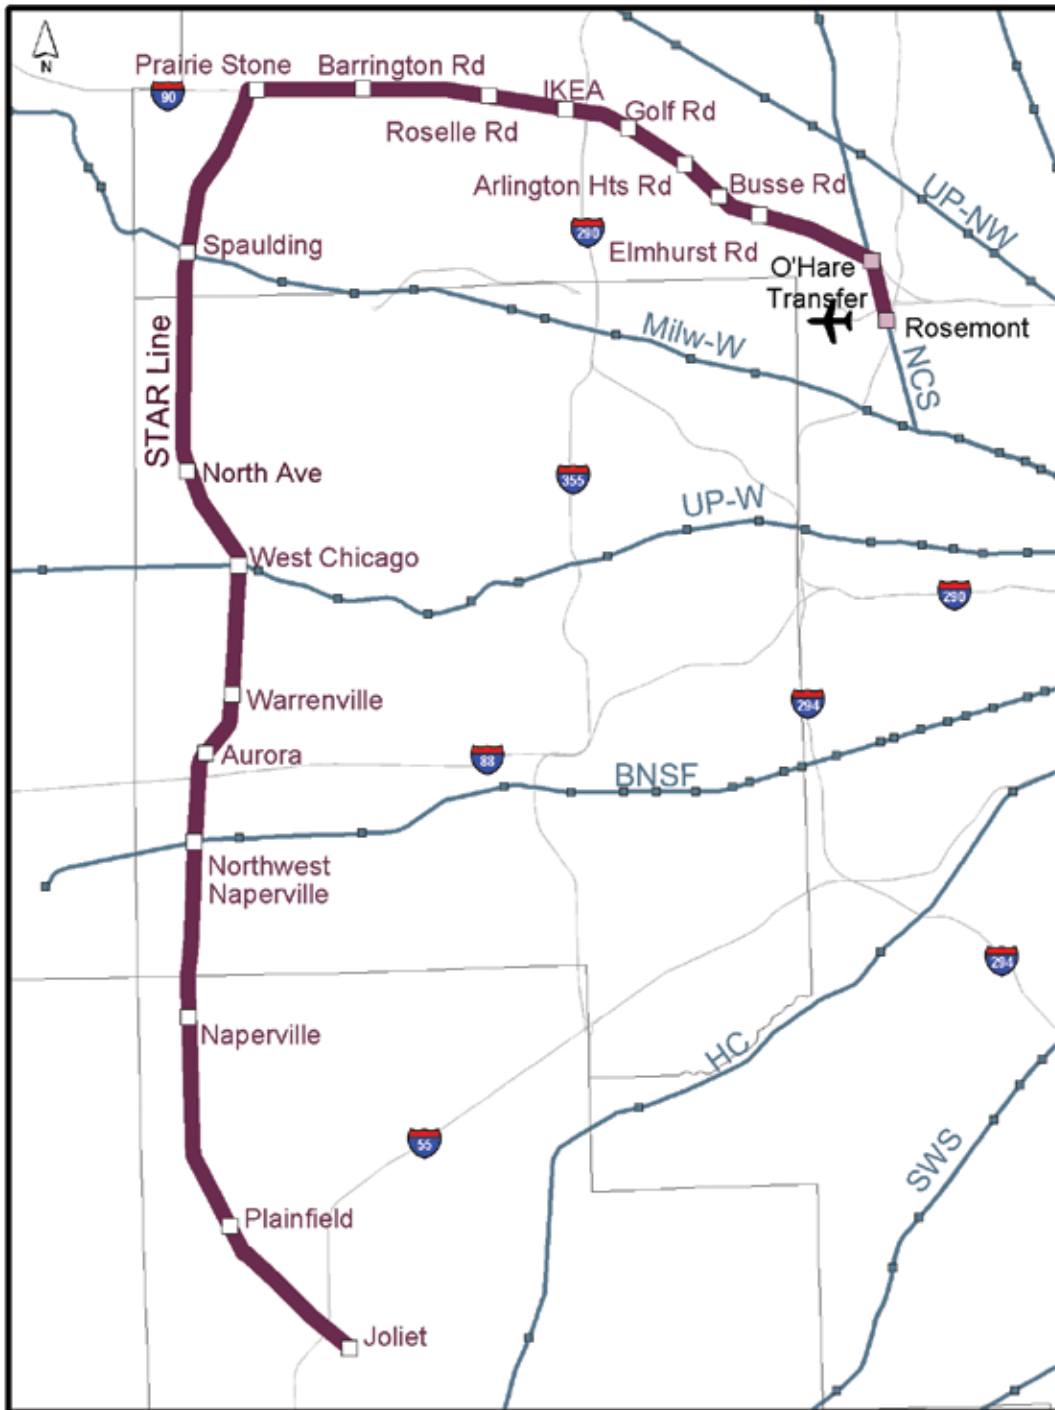 N
Prairie Stone
Barrington Rd
90
IKEA
Golf Rd
Roselle Rd
Arlington Hts Rd
Busse Rd
UP-NW
290
Elmhurst Rd
Spaulding
O'Hare
Transfer
Rosemont
Milw-W
NCS
STAR Line
North Ave
355
UP-W
West Chicago
290
Warrenville
294
Aurora
88
BNSF
Northwest
Naperville
294
Naperville
HC
55
SWS
Plainfield
Joliet